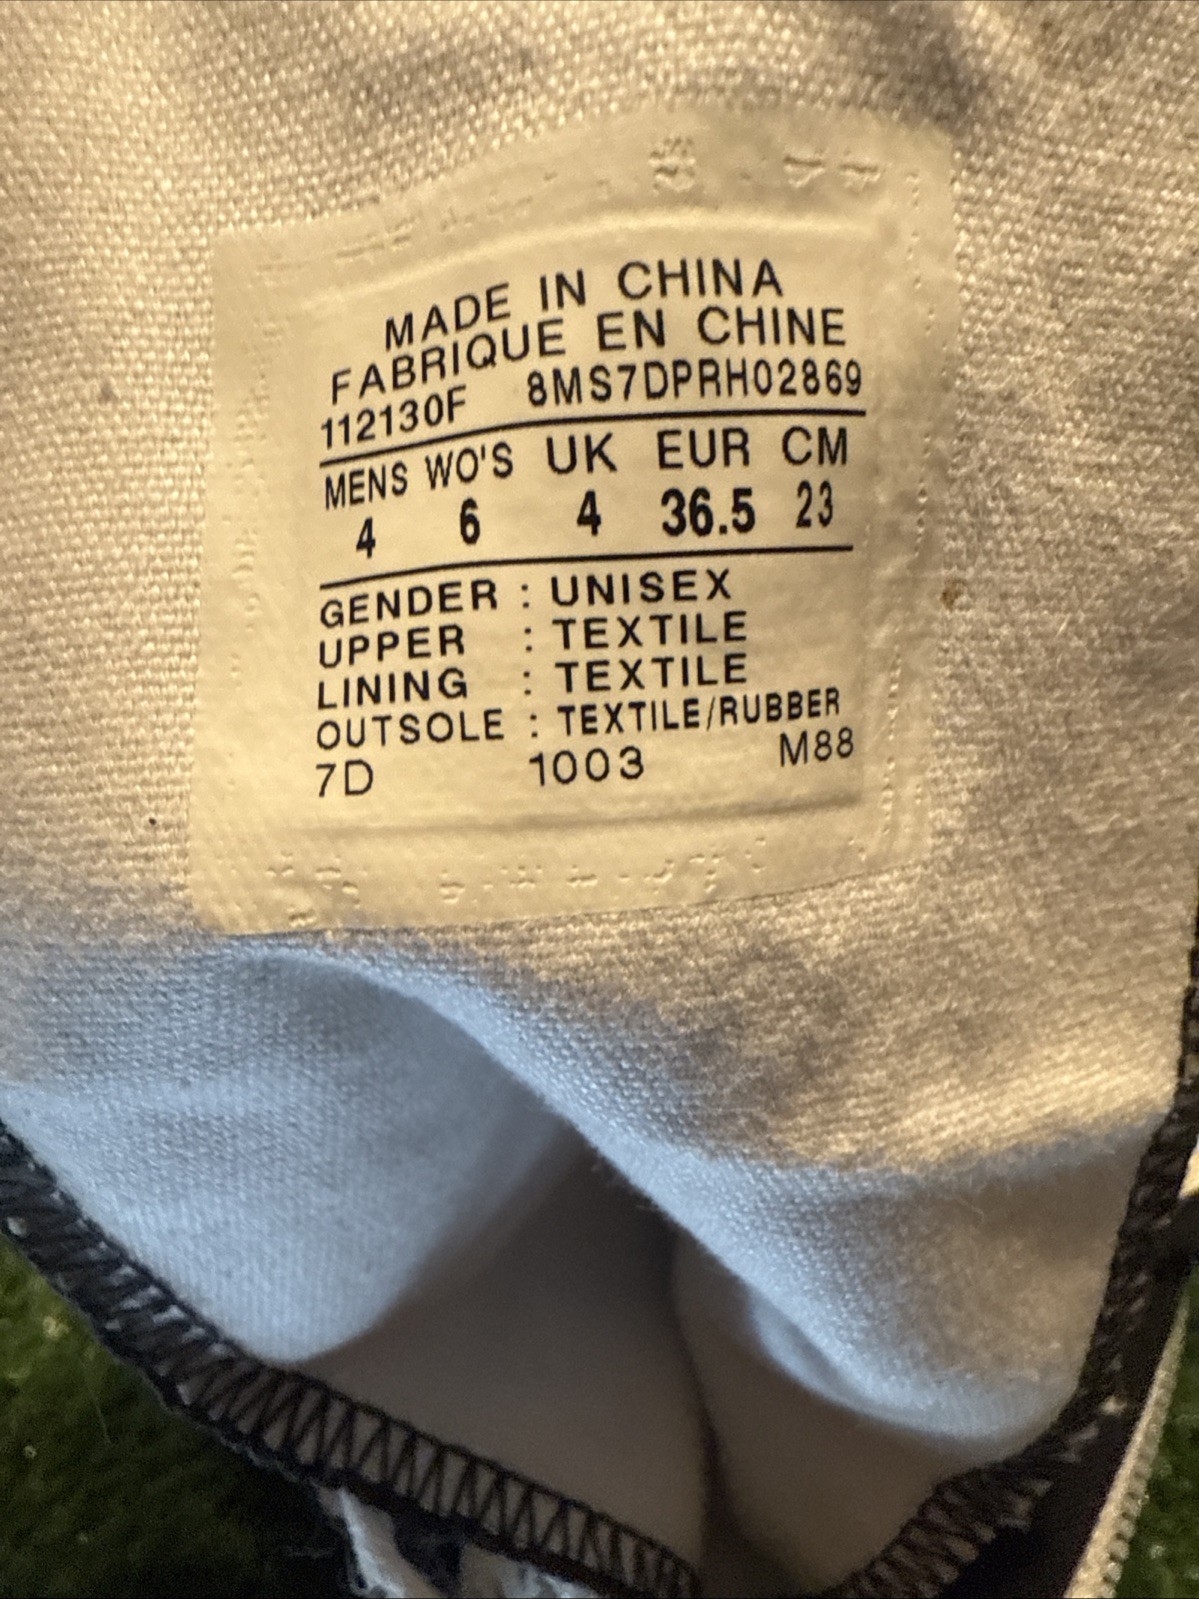 MADE IN CHINA
FABRIQUE EN CHINE
112130F 8MS7DPRH02869
MENS WO'S UK EUR CM
4 6 4 36.5 23
GENDER : UNISEX
UPPER : TEXTILE
LINING : TEXTILE
OUTSOLE : TEXTILE/RUBBER
7D 1003 M88